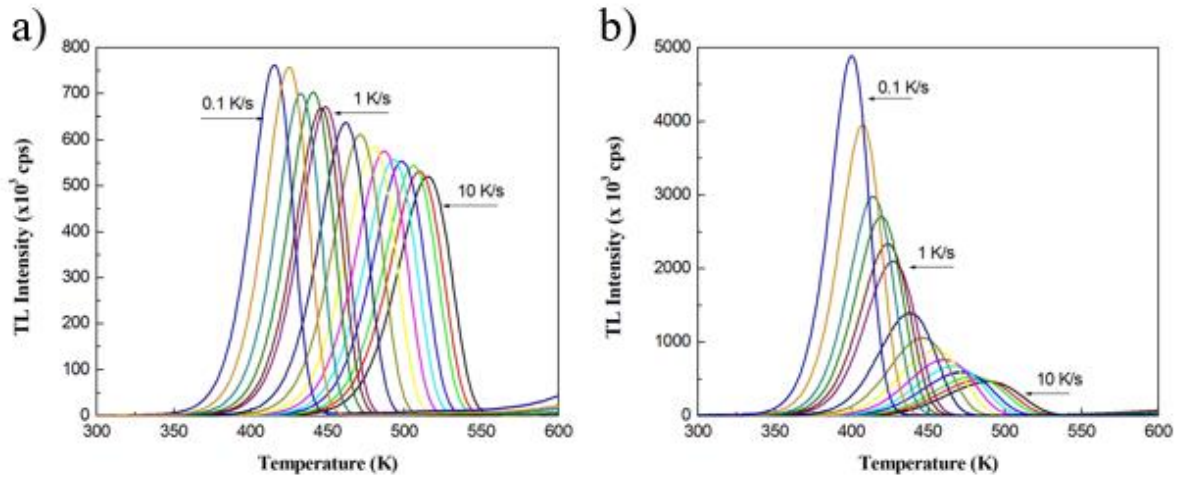 a)
800
700
600
500
400
300
200
100
0
0.1 K/s
1 K/s
10 K/s
300 350 400 450 500 550 600
Temperature (K)
TL Intensity (x10³ cps)
b)
5000
4000
3000
2000
1000
0
0.1 K/s
1 K/s
10 K/s
300 350 400 450 500 550 600
Temperature (K)
TL Intensity (x 10³ cps)